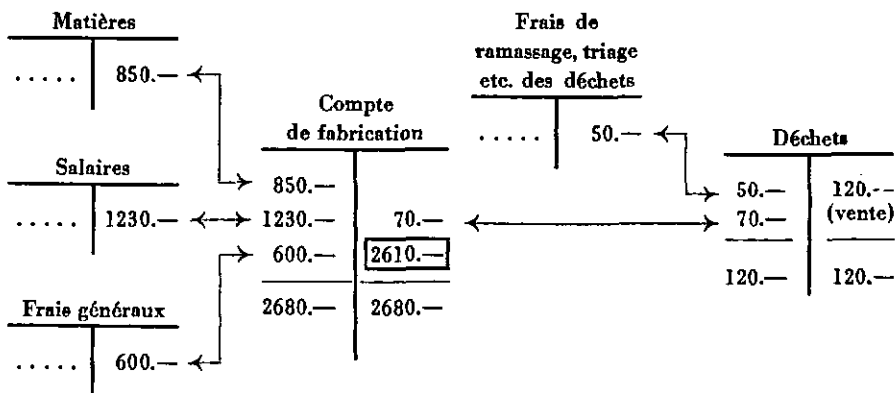 Matières
..... 850.—
Salaires
..... 1230.—
Frais généraux
..... 600.—
Compte
de fabrication
850.—
1230.— 70.—
600.— 2610.—
2680.— 2680.—
Frais de
ramassage, triage
etc. des déchets
..... 50.—
Déchets
50.— 120.—
70.— (vente)
120.— 120.—